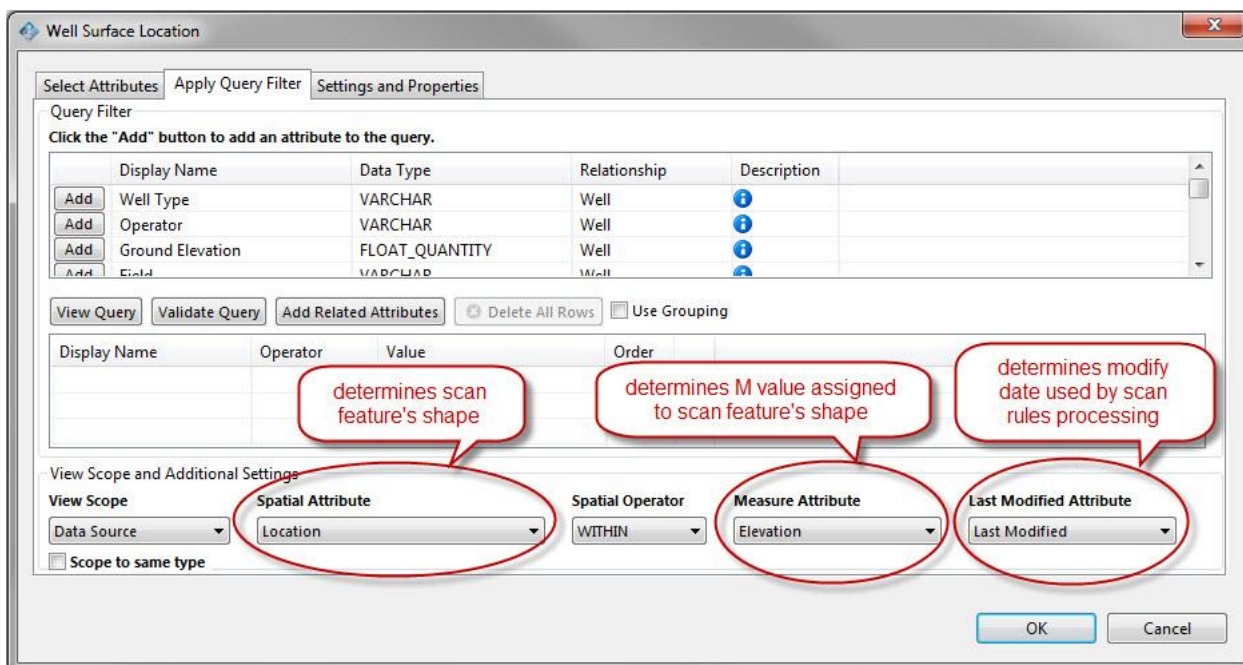 Well Surface Location
Select Attributes Apply Query Filter Settings and Properties
Query Filter
Click the "Add" button to add an attribute to the query.
Display Name Data Type Relationship Description
Add Well Type VARCHAR Well
Add Operator VARCHAR Well
Add Ground Elevation FLOAT_QUANTITY Well
Add Field VARCHAR Well
View Query Validate Query Add Related Attributes Delete All Rows Use Grouping
Display Name Operator Value Order
determines scan
feature's shape
determines M value assigned
to scan feature's shape
determines modify
date used by scan
rules processing
View Scope and Additional Settings
View Scope Spatial Attribute Spatial Operator Measure Attribute Last Modified Attribute
Data Source Location WITHIN Elevation Last Modified
Scope to same type
OK Cancel